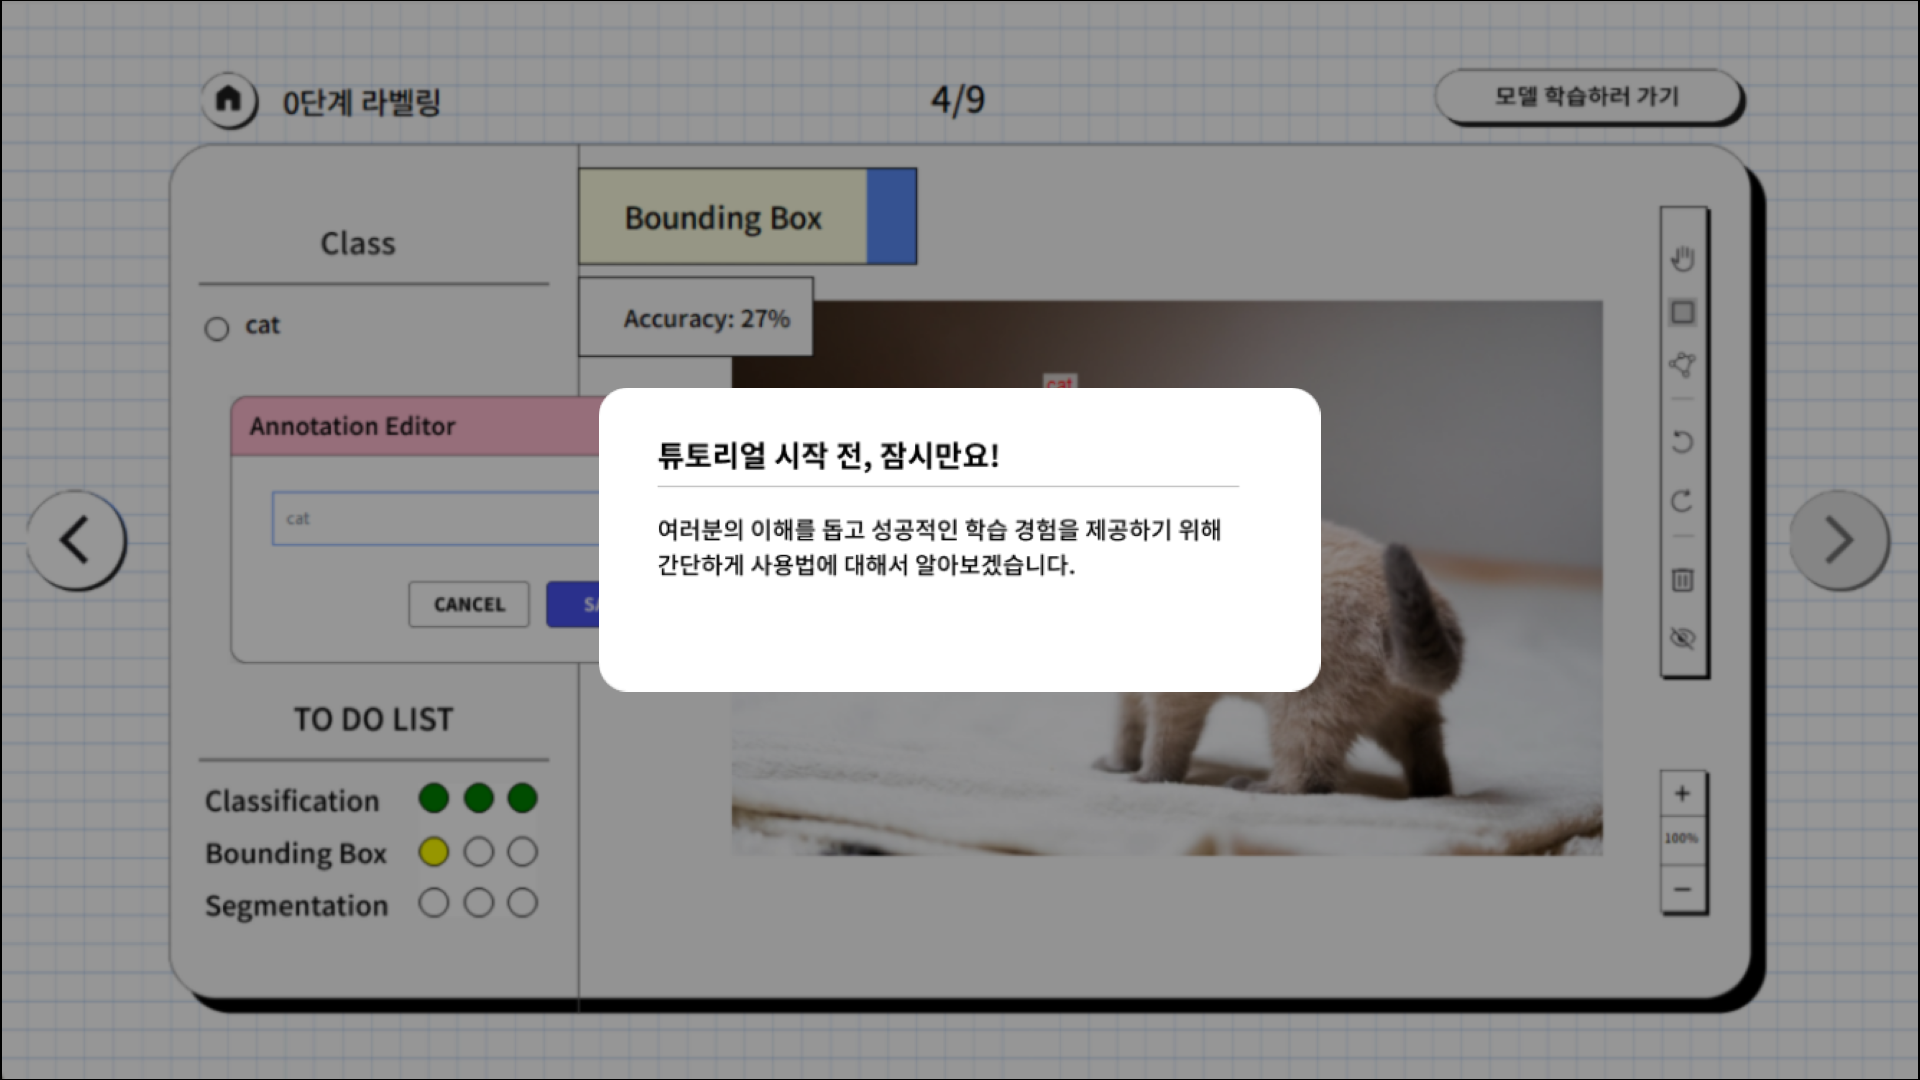 0단계 라벨링
4/9
모델 학습하러 가기
Class
cat
Bounding Box
Accuracy: 27%
cat
Annotation Editor
cat
CANCEL
튜토리얼 시작 전, 잠시만요!
여러분의 이해를 돕고 성공적인 학습 경험을 제공하기 위해
간단하게 사용법에 대해서 알아보겠습니다.
TO DO LIST
Classification
Bounding Box
Segmentation
+
100%
−